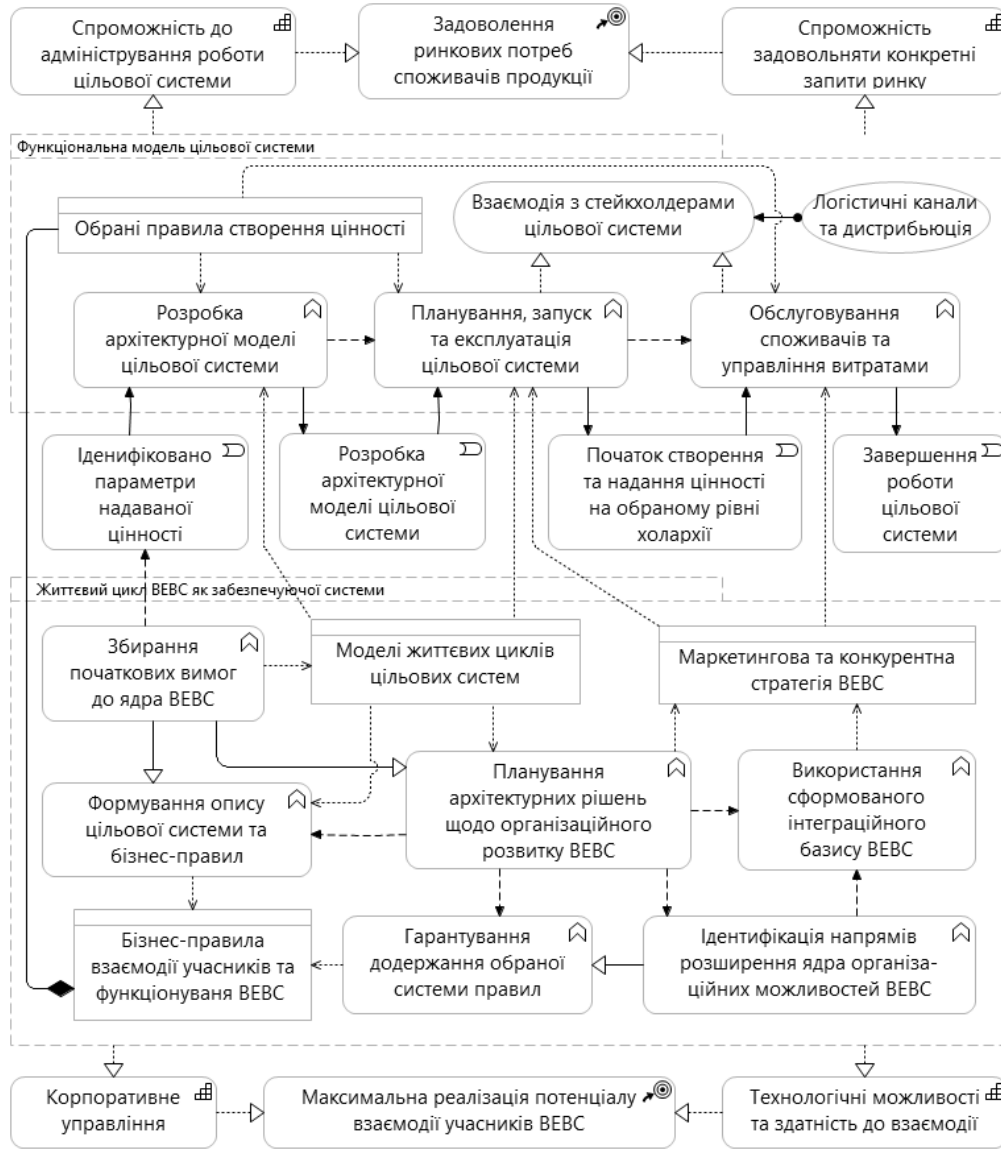 Спроможність до
адміністрування роботи
цільової системи
Задоволення
ринкових потреб
споживачів продукції
Спроможність
задовольняти конкретні
запити ринку
Функціональна модель цільової системи
Обрані правила створення цінності
Взаємодія з стейкхолдерами
цільової системи
Логістичні канали
та дистрибьюція
Розробка
архітектурної моделі
цільової системи
Планування, запуск
та експлуатація
цільової системи
Обслуговування
споживачів та
управління витратами
Іденифіковано
параметри
надаваної
цінності
Розробка
архітектурної
моделі цільової
системи
Початок створення
та надання цінності
на обраному рівні
холархії
Завершення
роботи
цільової
системи
Життєвий цикл ВЕВС як забезпечуючої системи
Збирання
початкових вимог
до ядра ВЕВС
Моделі життєвих циклів
цільових систем
Маркетингова та конкурентна
стратегія ВЕВС
Формування опису
цільової системи та
бізнес-правил
Планування
архітектурних рішень
щодо організаційного
розвитку ВЕВС
Використання
сформованого
інтеграційного
базису ВЕВС
Бізнес-правила
взаємодії учасників та
функціонуваня ВЕВС
Гарантування
додержання обраної
системи правил
Ідентифікація напрямів
розширення ядра організа-
ційних можливостей ВЕВС
Корпоративне
управління
Максимальна реалізація потенціалу
взаємодії учасників ВЕВС
Технологічні можливості
та здатність до взаємодії